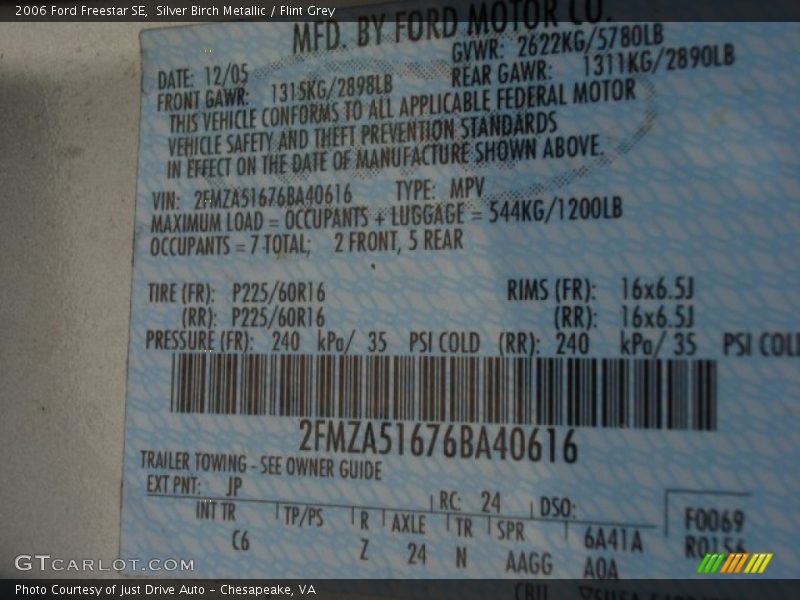 2006 Ford Freestar SE,  Silver Birch Metallic / Flint Grey
MFD. BY FORD MOTOR CO.
DATE: 12/05 GVWR: 2622KG/5780LB
FRONT GAWR: 1315KG/2898LB REAR GAWR: 1311KG/2890LB
THIS VEHICLE CONFORMS TO ALL APPLICABLE FEDERAL MOTOR
VEHICLE SAFETY AND THEFT PREVENTION STANDARDS
IN EFFECT ON THE DATE OF MANUFACTURE SHOWN ABOVE.
VIN: 2FMZA51676BA40616 TYPE: MPV
MAXIMUM LOAD = OCCUPANTS + LUGGAGE = 544KG/1200LB
OCCUPANTS = 7 TOTAL; 2 FRONT, 5 REAR
TIRE (FR): P225/60R16 RIMS (FR): 16x6.5J
(RR): P225/60R16 (RR): 16x6.5J
PRESSURE (FR): 240 kPa/ 35 PSI COLD (RR): 240 kPa/ 35 PSI COL
2FMZA51676BA40616
TRAILER TOWING - SEE OWNER GUIDE
EXT PNT: JP RC: 24 DSO:
INT TR TP/PS R AXLE TR SPR F0069
C6 Z 24 N AAGG 6A41A R0156
A0A
GTCARLOT.COM
Photo Courtesy of Just Drive Auto - Chesapeake, VA